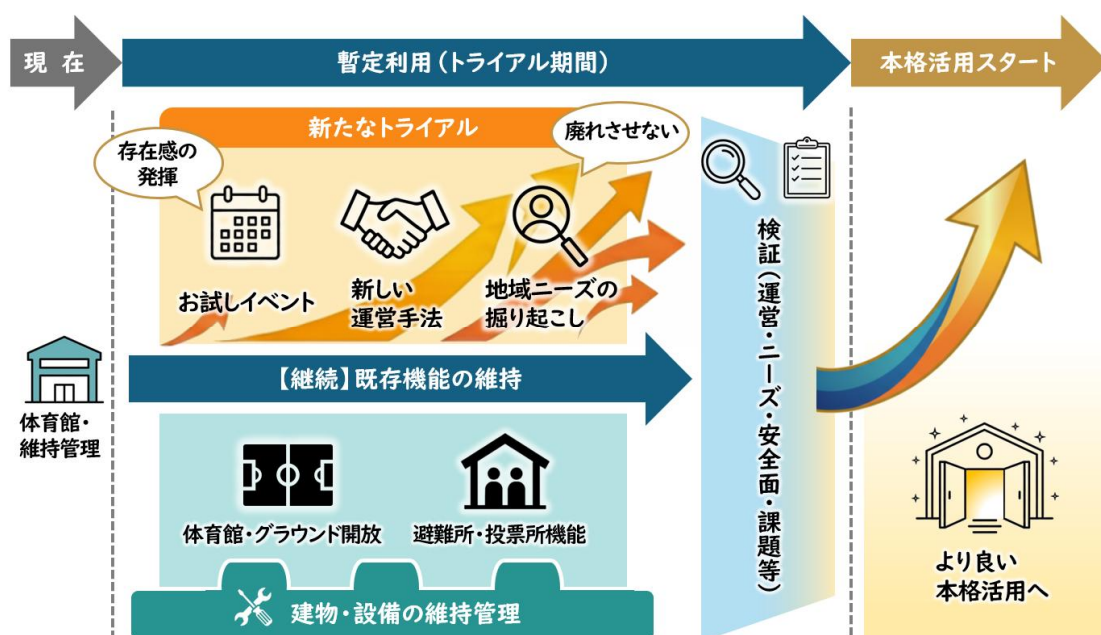 現在
暫定利用(トライアル期間)
本格活用スタート
新たなトライアル
存在感の
発揮
廃れさせない
お試しイベント
新しい
運営手法
地域ニーズの
掘り起こし
【継続】既存機能の維持
体育館・
維持管理
体育館・グラウンド開放
避難所・投票所機能
建物・設備の維持管理
検証(運営・ニーズ・安全面・課題等)
より良い
本格活用へ